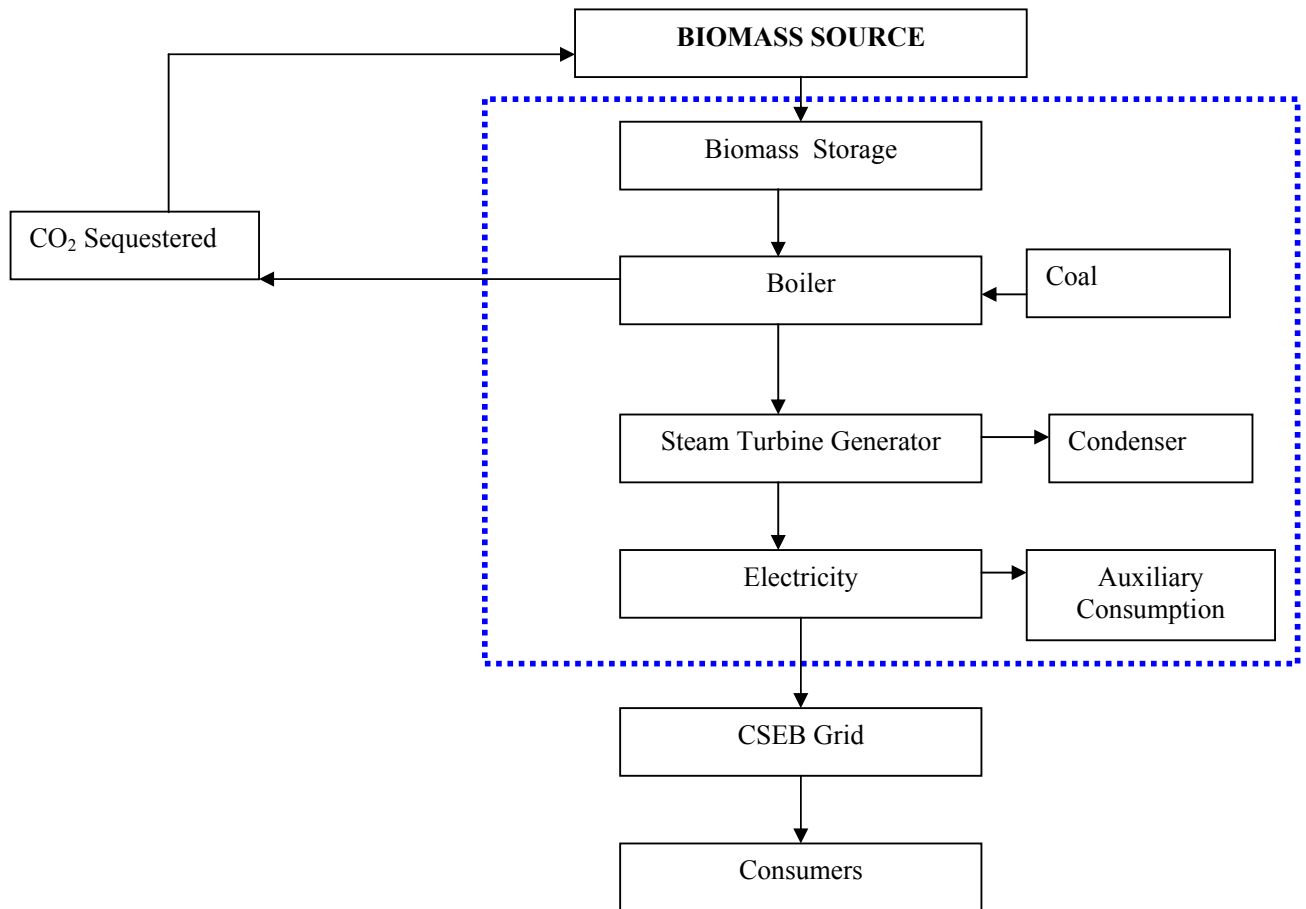 BIOMASS SOURCE
Biomass Storage
CO₂ Sequestered
Boiler
Coal
Steam Turbine Generator
Condenser
Electricity
Auxiliary
Consumption
CSEB Grid
Consumers